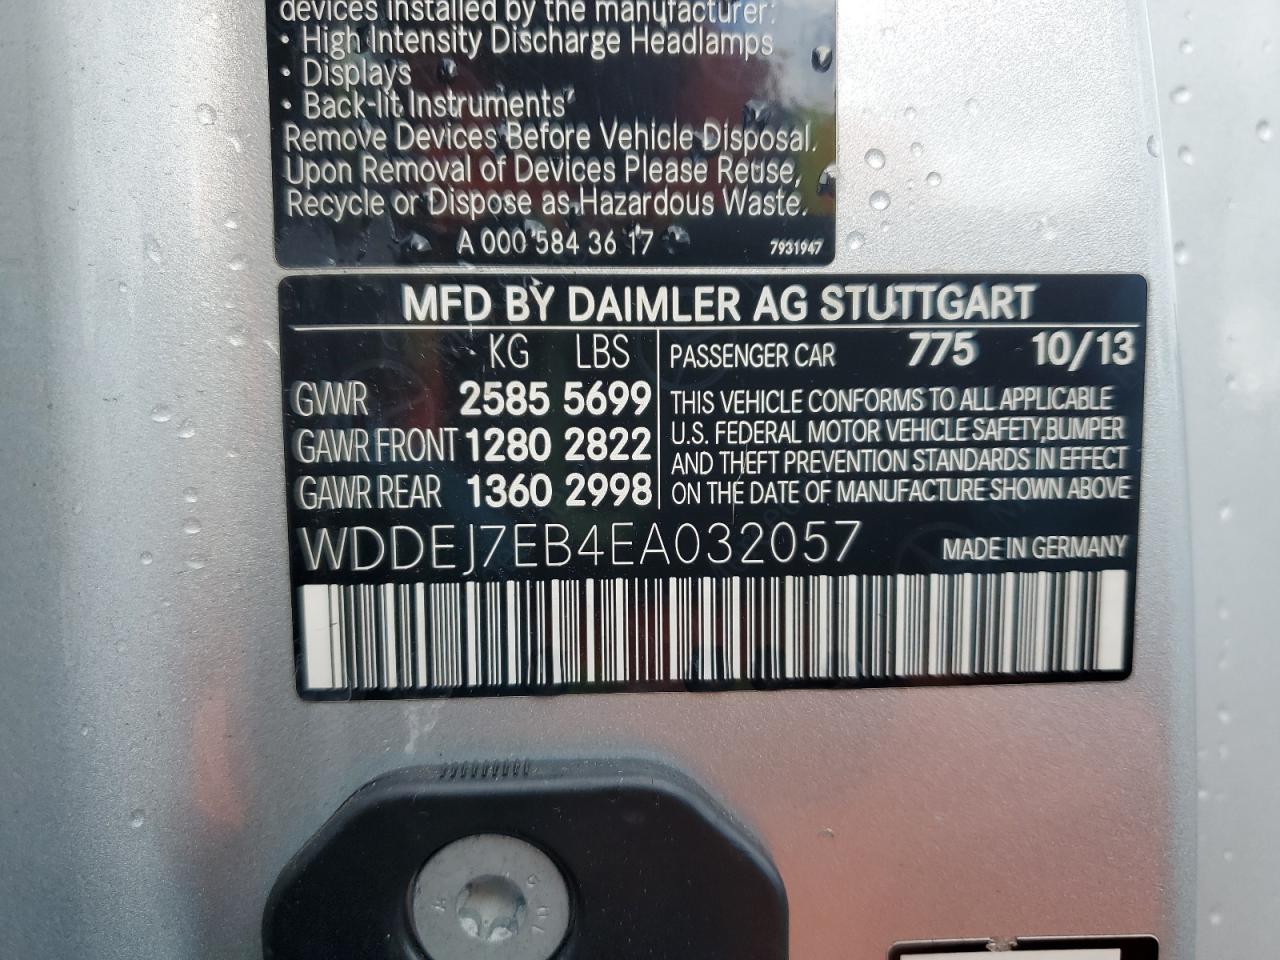 devices installed by the manufacturer:
• High Intensity Discharge Headlamps
• Displays
• Back-lit Instruments
Remove Devices Before Vehicle Disposal.
Upon Removal of Devices Please Reuse,
Recycle or Dispose as Hazardous Waste.
A 000 584 36 17 7931947
MFD BY DAIMLER AG STUTTGART
KG LBS
GVWR 2585 5699
GAWR FRONT 1280 2822
GAWR REAR 1360 2998
PASSENGER CAR 775 10/13
THIS VEHICLE CONFORMS TO ALL APPLICABLE
U.S. FEDERAL MOTOR VEHICLE SAFETY,BUMPER
AND THEFT PREVENTION STANDARDS IN EFFECT
ON THE DATE OF MANUFACTURE SHOWN ABOVE
WDDEJ7EB4EA032057 MADE IN GERMANY